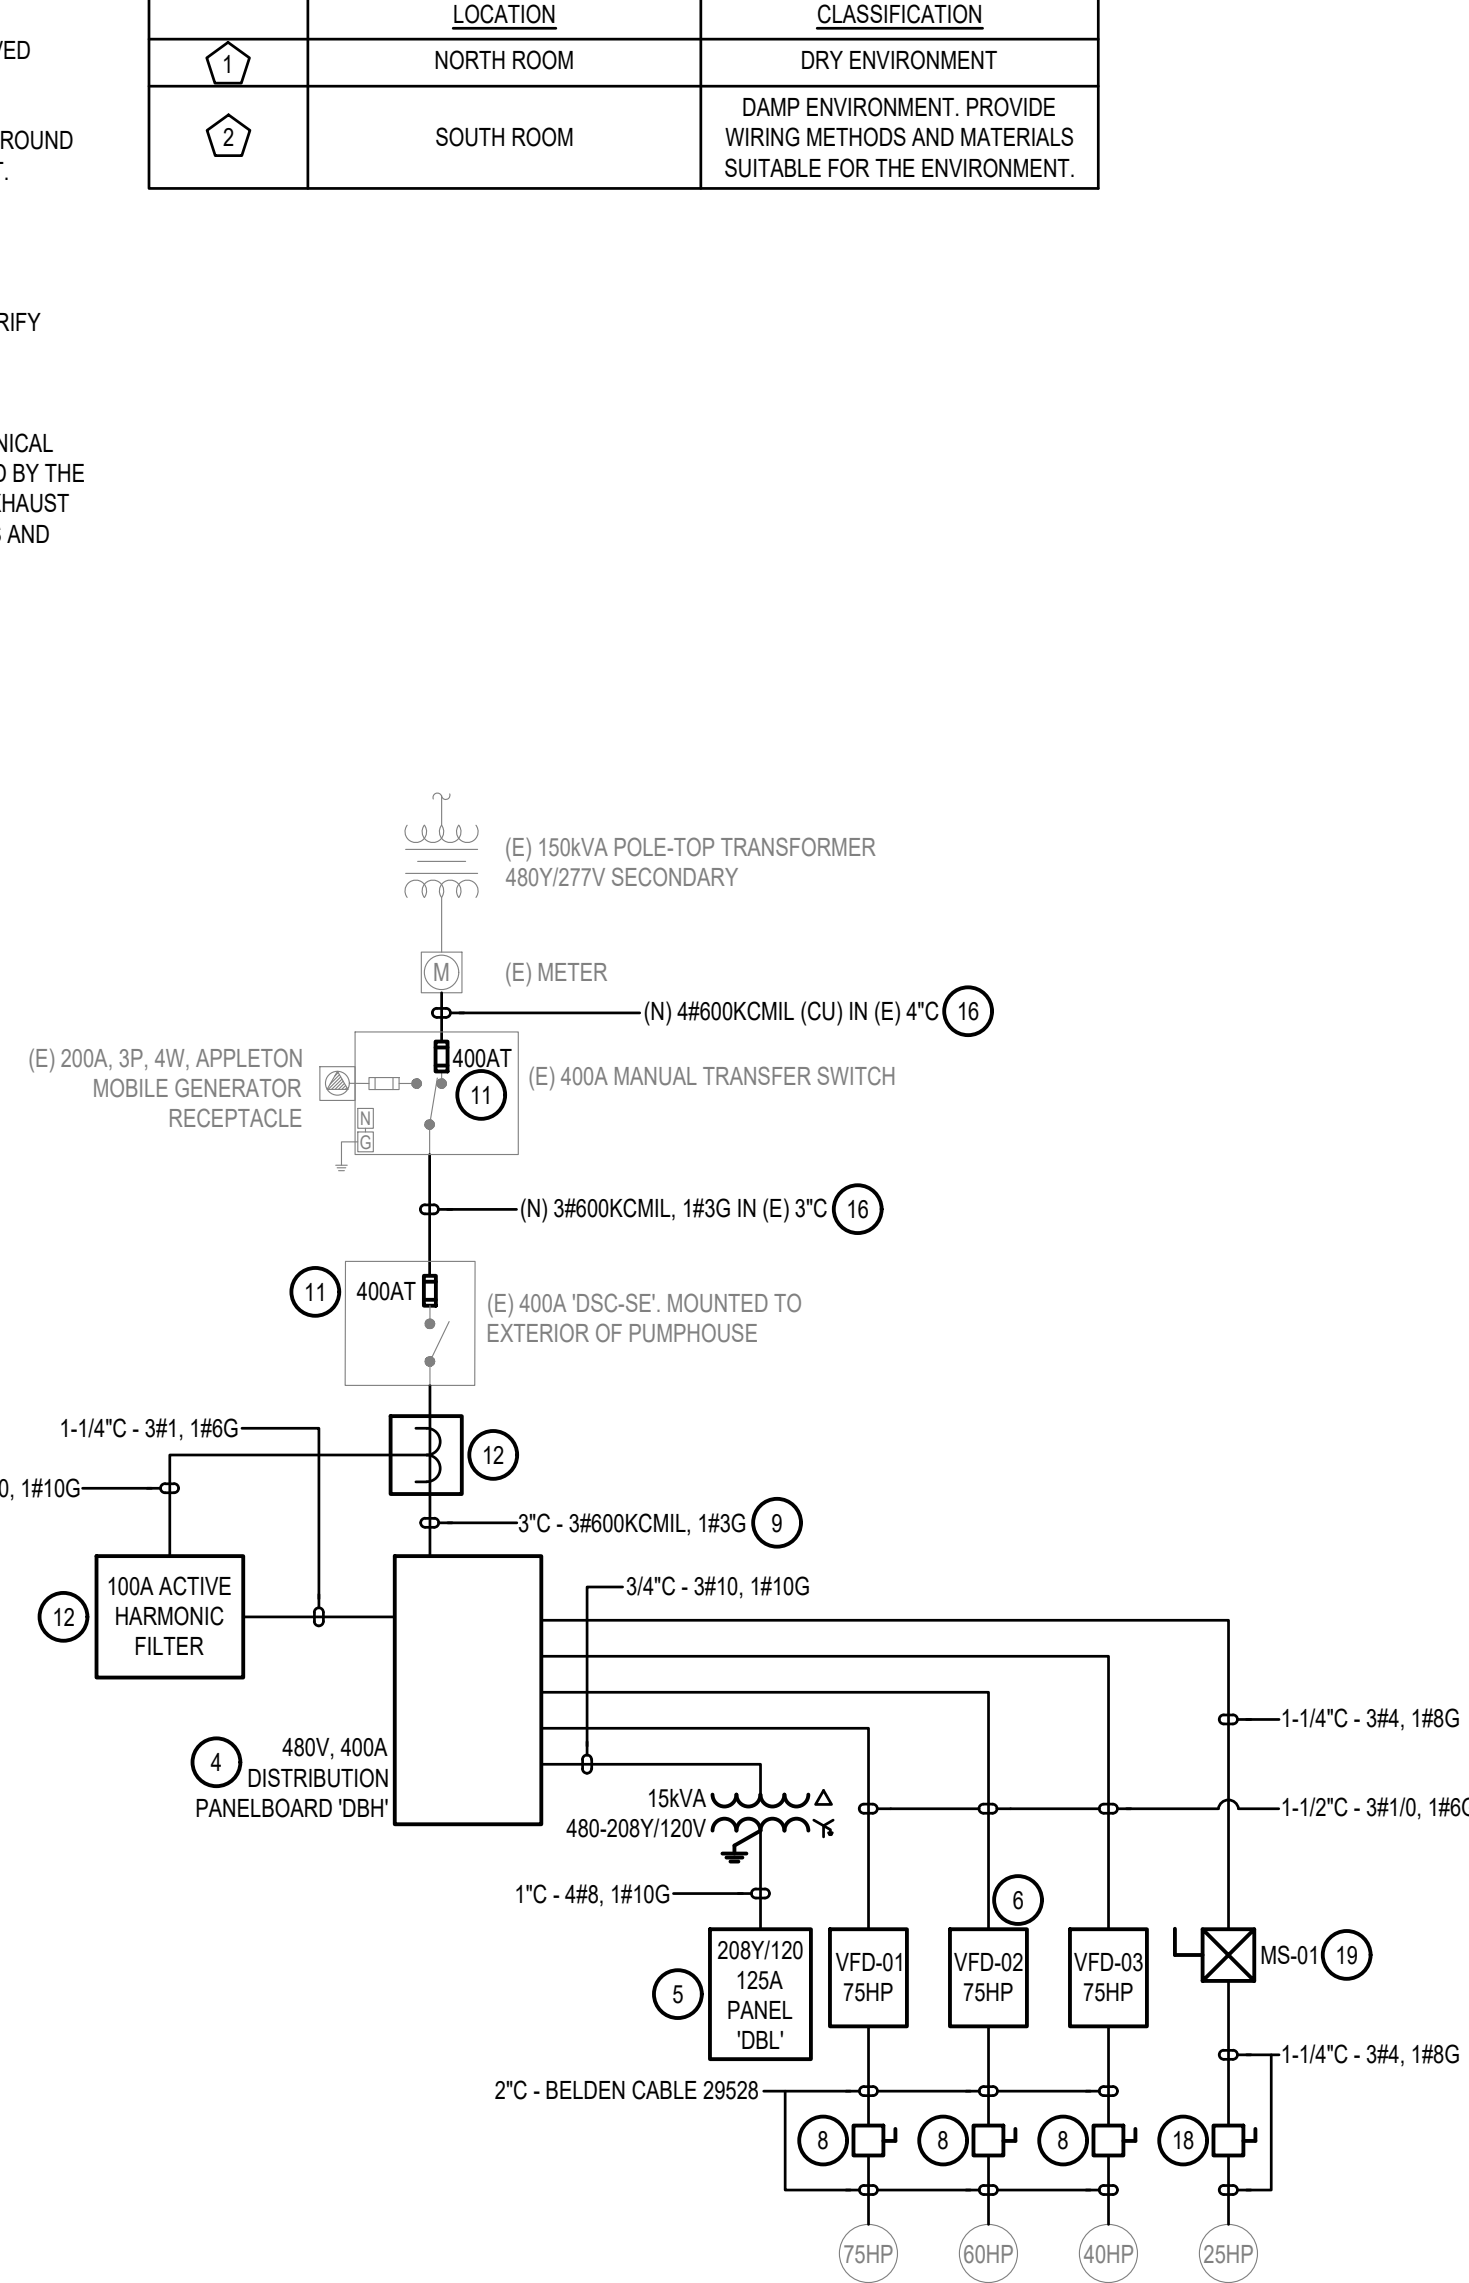 LOCATION
CLASSIFICATION
1
NORTH ROOM
DRY ENVIRONMENT
2
SOUTH ROOM
DAMP ENVIRONMENT. PROVIDE
WIRING METHODS AND MATERIALS
SUITABLE FOR THE ENVIRONMENT.
VED
ROUND
T.
RIFY
NICAL
D BY THE
KHAUST
S AND
(E) 150kVA POLE-TOP TRANSFORMER
480Y/277V SECONDARY
M
(E) METER
(N) 4#600KCMIL (CU) IN (E) 4"C
16
(E) 200A, 3P, 4W, APPLETON
MOBILE GENERATOR
RECEPTACLE
400AT
11
(E) 400A MANUAL TRANSFER SWITCH
N
G
(N) 3#600KCMIL, 1#3G IN (E) 3"C
16
11
400AT
(E) 400A 'DSC-SE'. MOUNTED TO
EXTERIOR OF PUMPHOUSE
1-1/4"C - 3#1, 1#6G
12
0, 1#10G
3"C - 3#600KCMIL, 1#3G
9
12
100A ACTIVE
HARMONIC
FILTER
3/4"C - 3#10, 1#10G
4
480V, 400A
DISTRIBUTION
PANELBOARD 'DBH'
1-1/4"C - 3#4, 1#8G
15kVA
480-208Y/120V
1-1/2"C - 3#1/0, 1#6G
1"C - 4#8, 1#10G
6
5
208Y/120
125A
PANEL
'DBL'
VFD-01
75HP
VFD-02
75HP
VFD-03
75HP
MS-01
19
1-1/4"C - 3#4, 1#8G
2"C - BELDEN CABLE 29528
8
8
8
18
75HP
60HP
40HP
25HP